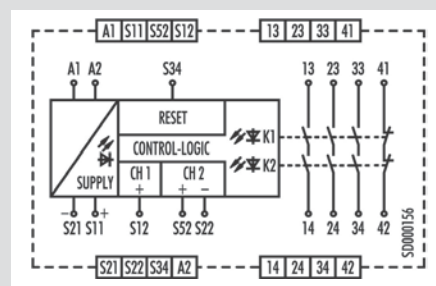 A1 S11 S52 S12 13 23 33 41
A1 A2 S34 13 23 33 41
RESET
CONTROL-LOGIC K1
CH 1 CH 2 K2
+ + −
SUPPLY
− +
S21 S11 S12 S52 S22 14 24 34 42
S21 S22 S34 A2 14 24 34 42
SD000156